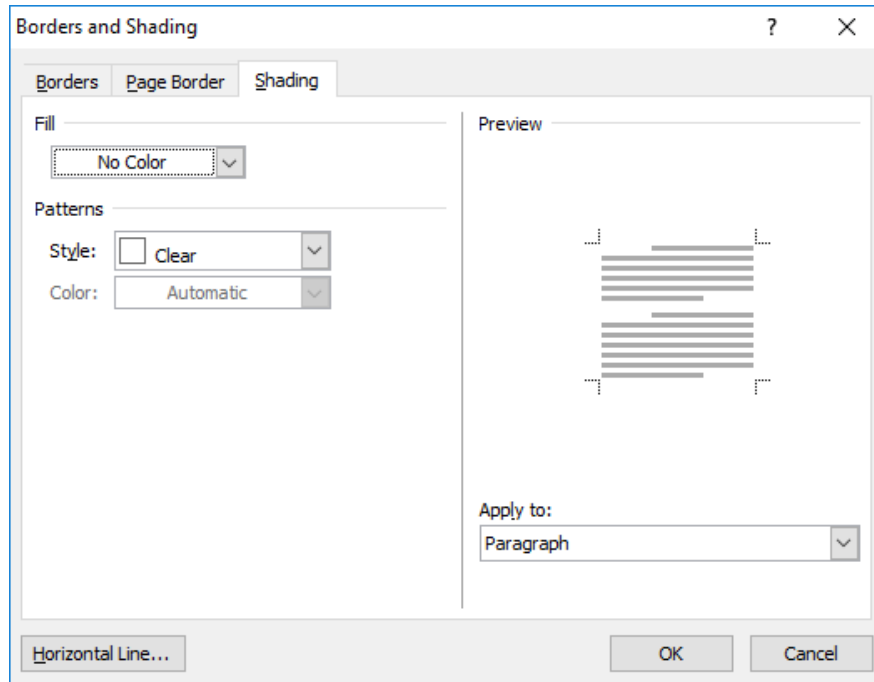 Borders and Shading ?
Borders Page Border Shading
Fill
No Color
Patterns
Style: Clear
Color: Automatic
Preview
Apply to:
Paragraph
Horizontal Line... OK Cancel